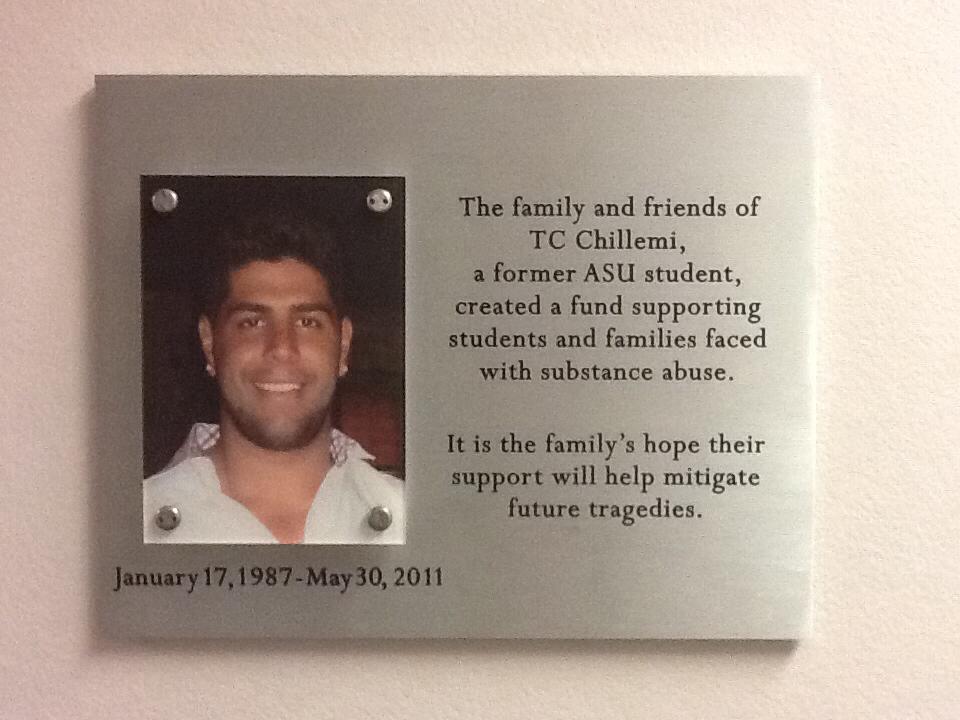 The family and friends of
TC Chillemi,
a former ASU student,
created a fund supporting
students and families faced
with substance abuse.
It is the family's hope their
support will help mitigate
future tragedies.
January 17, 1987-May 30, 2011